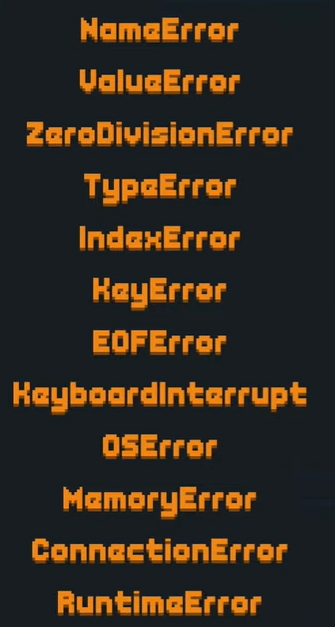 NameError
ValueError
ZeroDivisionError
TypeError
IndexError
KeyError
EOFError
KeyboardInterrupt
OSError
MemoryError
ConnectionError
RuntimeError